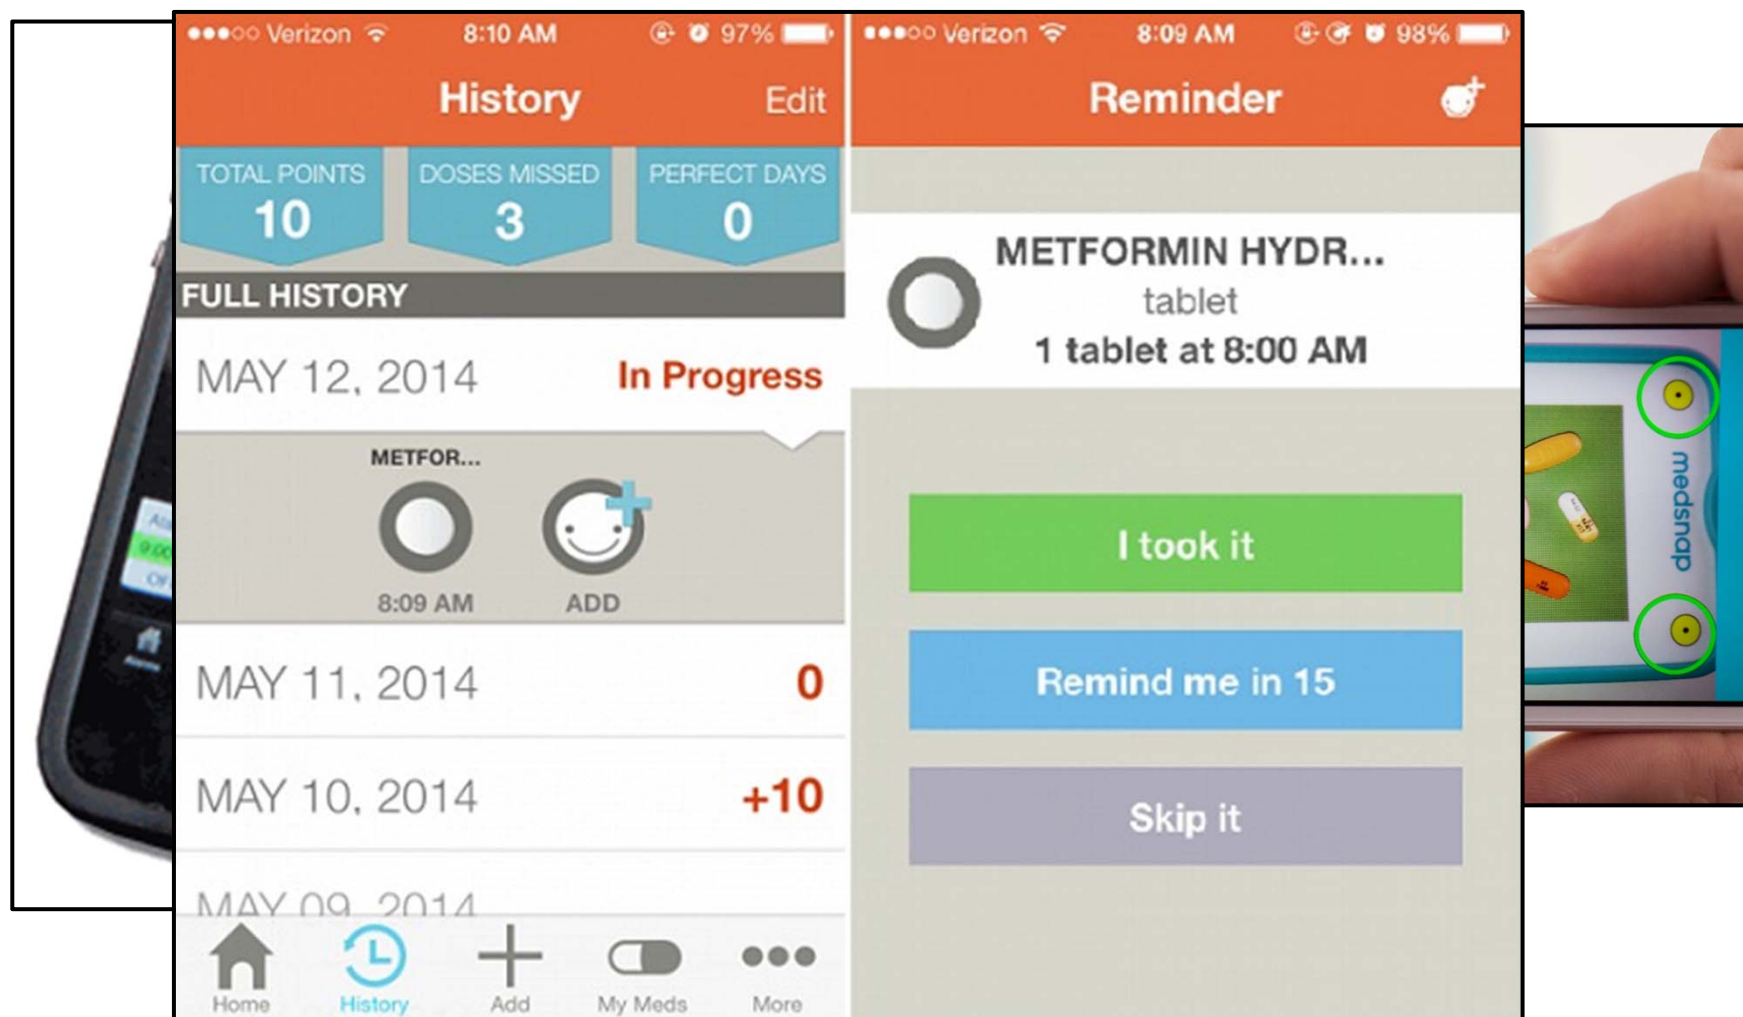 Verizon 8:10 AM 97%
History Edit
TOTAL POINTS DOSES MISSED PERFECT DAYS
10 3 0
FULL HISTORY
MAY 12, 2014 In Progress
METFOR...
8:09 AM ADD
MAY 11, 2014 0
MAY 10, 2014 +10
MAY 09, 2014
Home History Add My Meds More
Verizon 8:09 AM 98%
Reminder
METFORMIN HYDR...
tablet
1 tablet at 8:00 AM
I took it
Remind me in 15
Skip it
medsnap